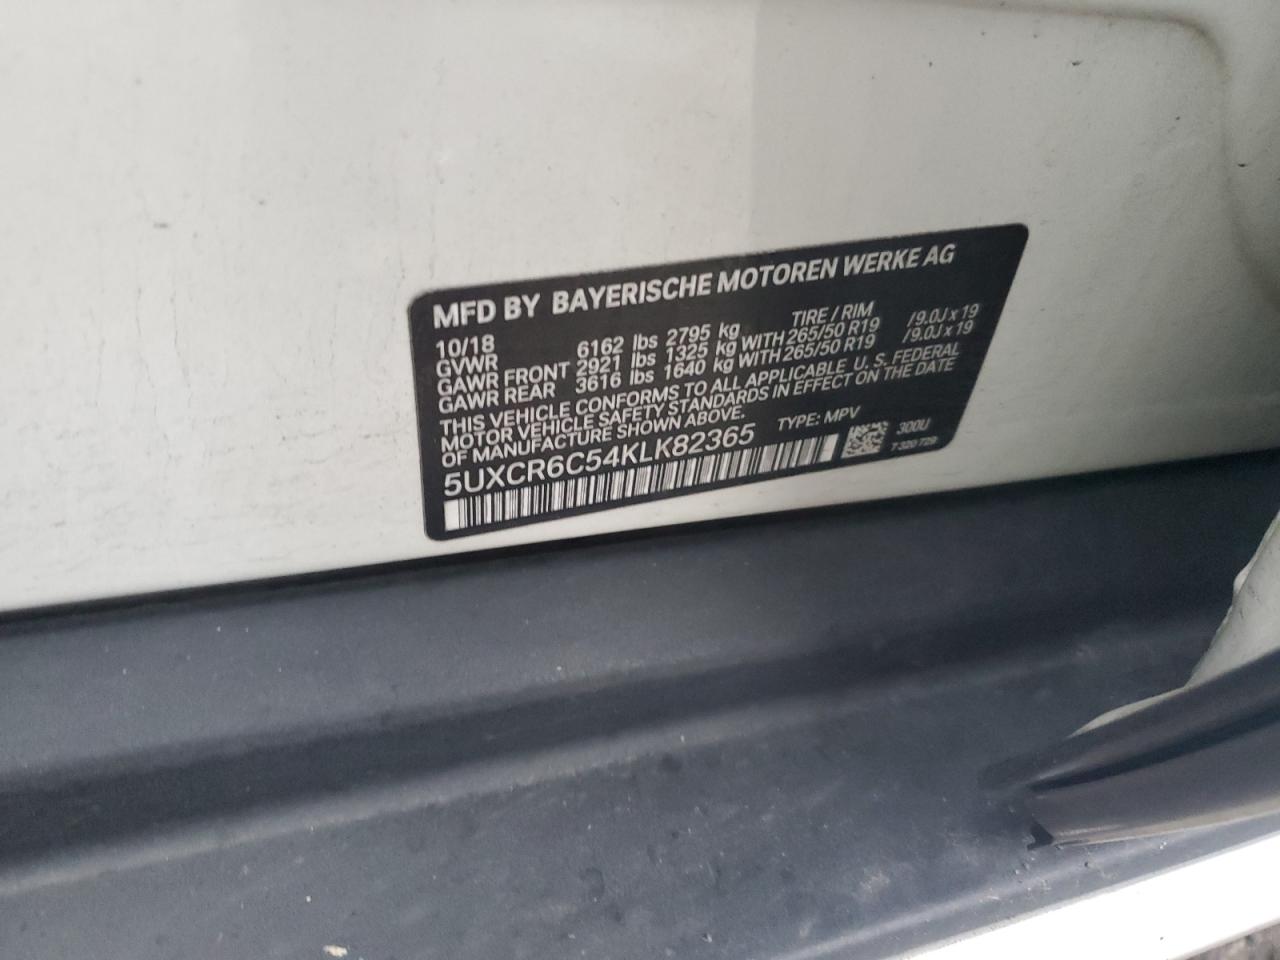 MFD BY BAYERISCHE MOTOREN WERKE AG
10/18 TIRE / RIM
GVWR 6162 lbs 2795 kg
GAWR FRONT 2921 lbs 1325 kg WITH 265/50 R19 /9.0J x 19
GAWR REAR 3616 lbs 1640 kg WITH 265/50 R19 /9.0J x 19
THIS VEHICLE CONFORMS TO ALL APPLICABLE U. S. FEDERAL
MOTOR VEHICLE SAFETY STANDARDS IN EFFECT ON THE DATE
OF MANUFACTURE SHOWN ABOVE.
5UXCR6C54KLK82365 TYPE: MPV
300U
7 320 729